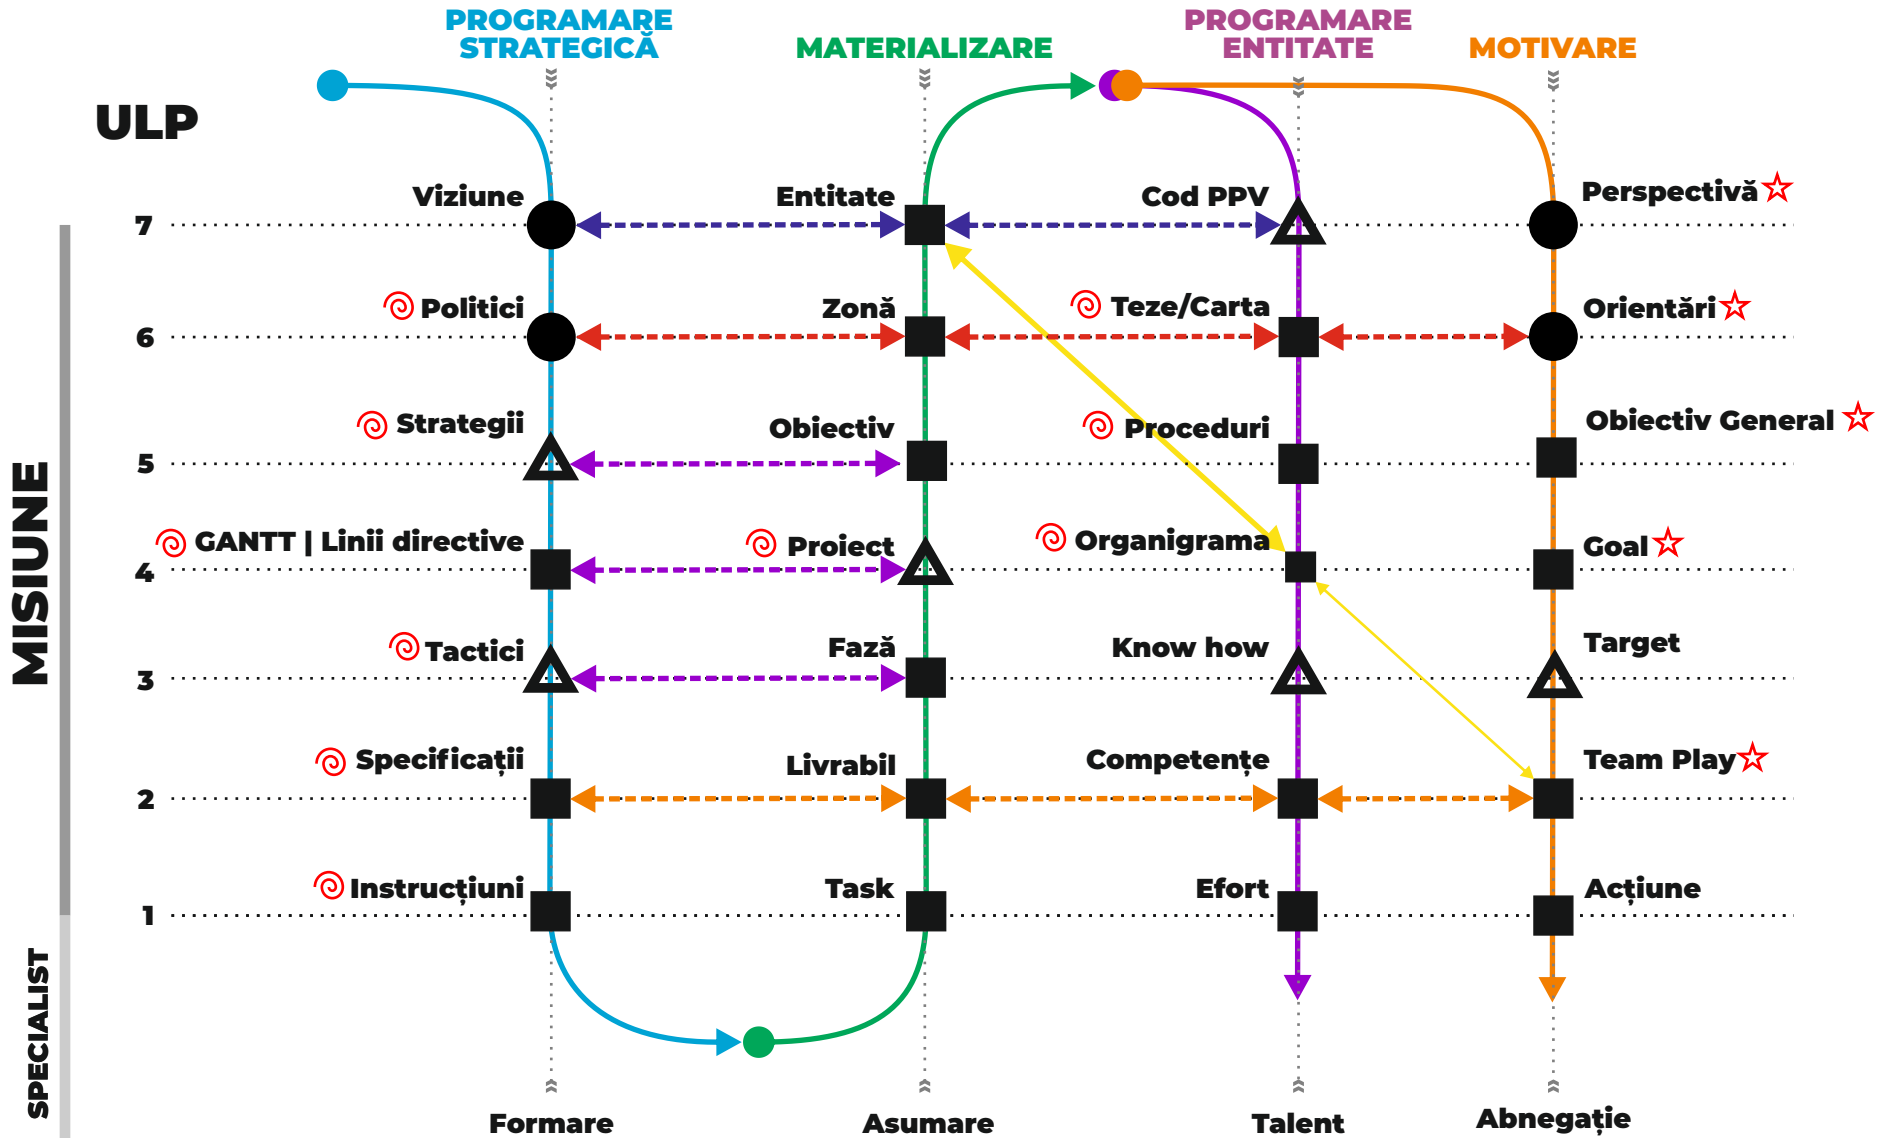 PROGRAMARE
STRATEGICĂ
MATERIALIZARE
PROGRAMARE
ENTITATE
MOTIVARE
ULP
MISIUNE
SPECIALIST
7
Viziune
Entitate
Cod PPV
Perspectivă
6
Politici
Zonă
Teze/Carta
Orientări
5
Strategii
Obiectiv
Proceduri
Obiectiv General
4
GANTT | Linii directive
Proiect
Organigrama
Goal
3
Tactici
Fază
Know how
Target
2
Specificații
Livrabil
Competențe
Team Play
1
Instrucțiuni
Task
Efort
Acțiune
Formare
Asumare
Talent
Abnegație